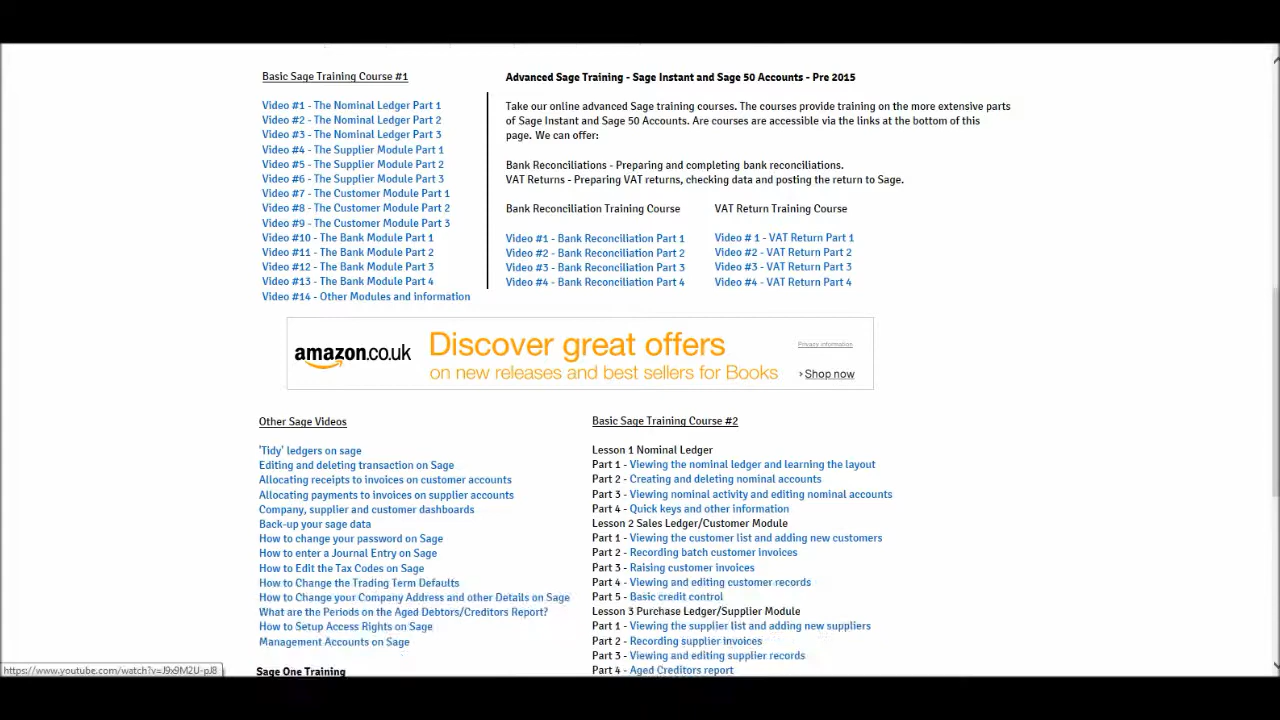 Basic Sage Training Course #1
Video #1 - The Nominal Ledger Part 1
Video #2 - The Nominal Ledger Part 2
Video #3 - The Nominal Ledger Part 3
Video #4 - The Supplier Module Part 1
Video #5 - The Supplier Module Part 2
Video #6 - The Supplier Module Part 3
Video #7 - The Customer Module Part 1
Video #8 - The Customer Module Part 2
Video #9 - The Customer Module Part 3
Video #10 - The Bank Module Part 1
Video #11 - The Bank Module Part 2
Video #12 - The Bank Module Part 3
Video #13 - The Bank Module Part 4
Video #14 - Other Modules and information
Advanced Sage Training - Sage Instant and Sage 50 Accounts - Pre 2015
Take our online advanced Sage training courses. The courses provide training on the more extensive parts
of Sage Instant and Sage 50 Accounts. Are courses are accessible via the links at the bottom of this
page. We can offer:
Bank Reconciliations - Preparing and completing bank reconciliations.
VAT Returns - Preparing VAT returns, checking data and posting the return to Sage.
Bank Reconciliation Training Course
Video #1 - Bank Reconciliation Part 1
Video #2 - Bank Reconciliation Part 2
Video #3 - Bank Reconciliation Part 3
Video #4 - Bank Reconciliation Part 4
VAT Return Training Course
Video # 1 - VAT Return Part 1
Video #2 - VAT Return Part 2
Video #3 - VAT Return Part 3
Video #4 - VAT Return Part 4
amazon.co.uk
Discover great offers
on new releases and best sellers for Books
Privacy information
›Shop now
Other Sage Videos
'Tidy' ledgers on sage
Editing and deleting transaction on Sage
Allocating receipts to invoices on customer accounts
Allocating payments to invoices on supplier accounts
Company, supplier and customer dashboards
Back-up your sage data
How to change your password on Sage
How to enter a Journal Entry on Sage
How to Edit the Tax Codes on Sage
How to Change the Trading Term Defaults
How to Change your Company Address and other Details on Sage
What are the Periods on the Aged Debtors/Creditors Report?
How to Setup Access Rights on Sage
Management Accounts on Sage
Sage One Training
Basic Sage Training Course #2
Lesson 1 Nominal Ledger
Part 1 - Viewing the nominal ledger and learning the layout
Part 2 - Creating and deleting nominal accounts
Part 3 - Viewing nominal activity and editing nominal accounts
Part 4 - Quick keys and other information
Lesson 2 Sales Ledger/Customer Module
Part 1 - Viewing the customer list and adding new customers
Part 2 - Recording batch customer invoices
Part 3 - Raising customer invoices
Part 4 - Viewing and editing customer records
Part 5 - Basic credit control
Lesson 3 Purchase Ledger/Supplier Module
Part 1 - Viewing the supplier list and adding new suppliers
Part 2 - Recording supplier invoices
Part 3 - Viewing and editing supplier records
Part 4 - Aged Creditors report
https://www.youtube.com/watch?v=J9x9M2U-pJ8